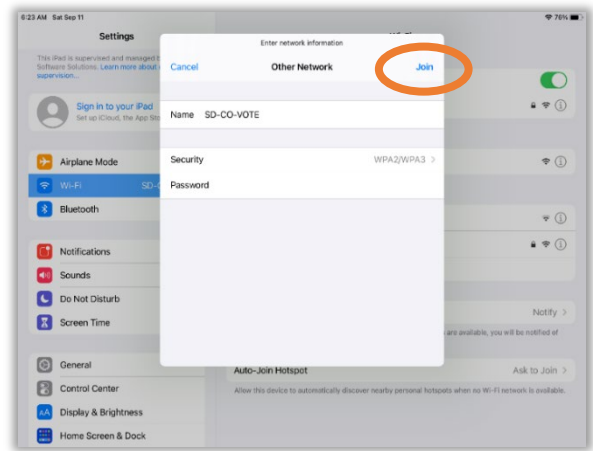 6:23 AM Sat Sep 11
76%
Settings
This iPad is supervised and managed b
Software Solutions. Learn more about
supervision...
Sign in to your iPad
Set up iCloud, the App Sto
Airplane Mode
Wi-Fi SD-C
Bluetooth
Notifications
Sounds
Do Not Disturb
Screen Time
General
Control Center
Display & Brightness
AA
Home Screen & Dock
Enter network information
Cancel Other Network Join
Name SD-CO-VOTE
Security WPA2/WPA3
Password
Notify
are available, you will be notified of
Auto-Join Hotspot Ask to Join
Allow this device to automatically discover nearby personal hotspots when no Wi-Fi network is available.